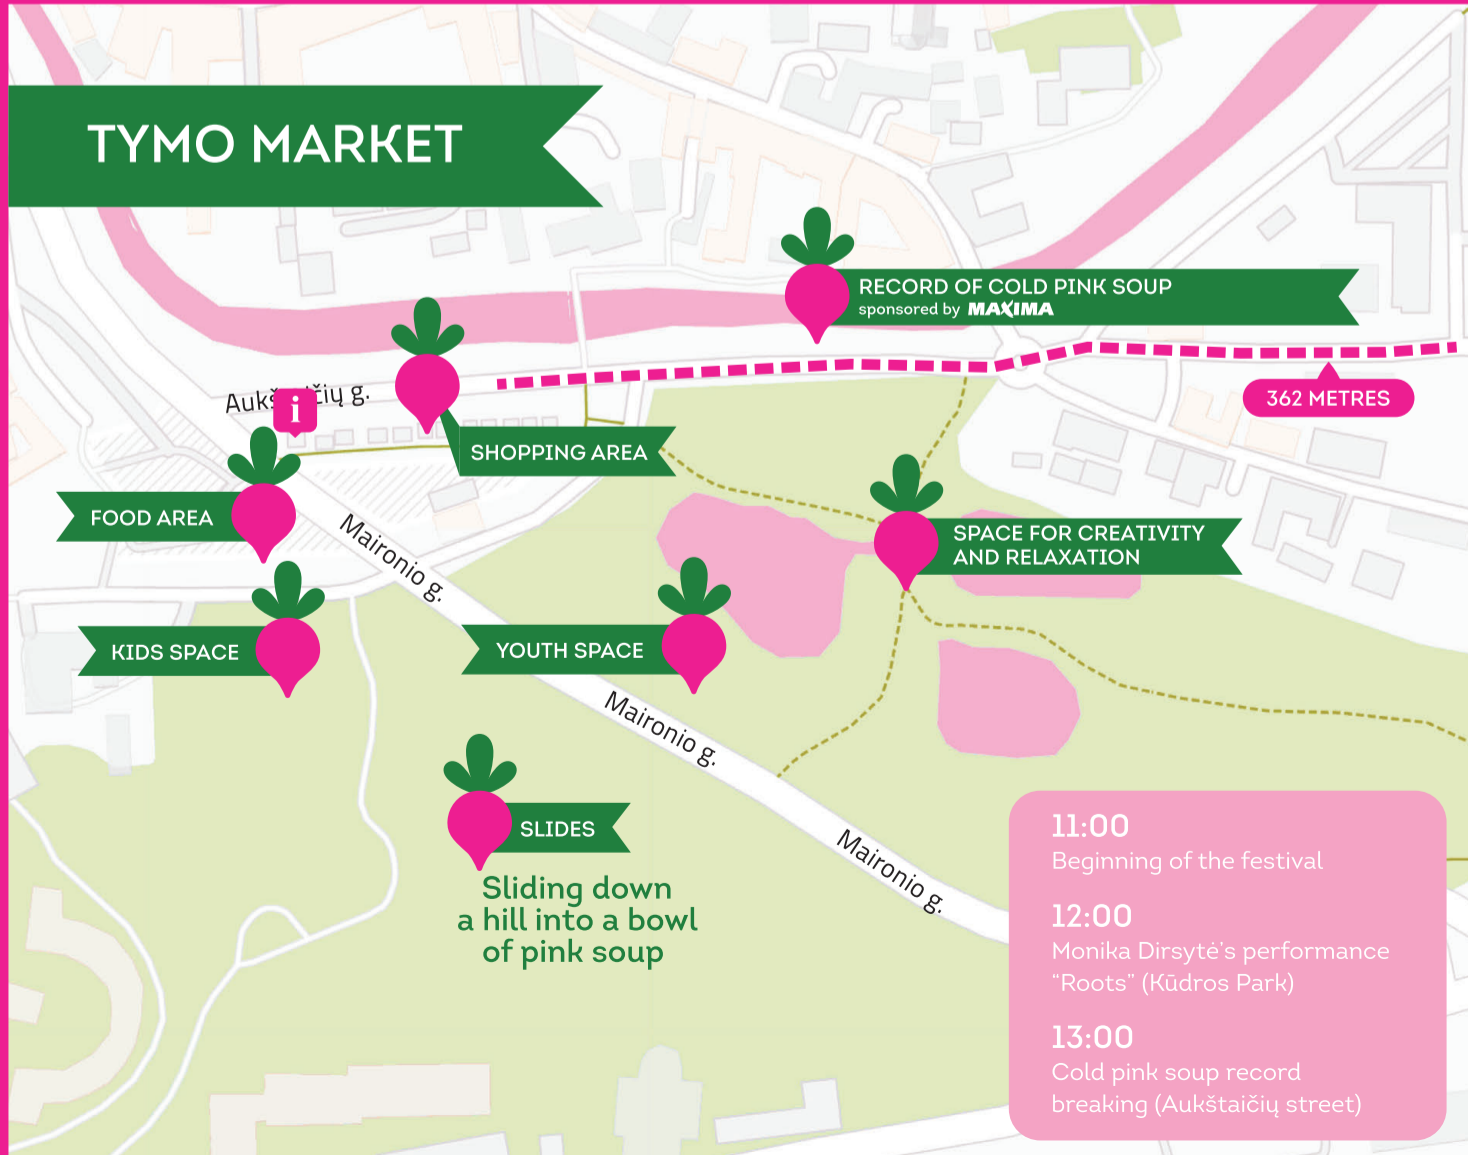 TYMO MARKET
RECORD OF COLD PINK SOUP
sponsored by MAXIMA
362 METRES
Aukš čių g.
i
SHOPPING AREA
FOOD AREA
Maironio g.
SPACE FOR CREATIVITY
AND RELAXATION
KIDS SPACE
YOUTH SPACE
Maironio g.
SLIDES
Sliding down
a hill into a bowl
of pink soup
Maironio g.
11:00
Beginning of the festival
12:00
Monika Dirsytė's performance
“Roots” (Kūdros Park)
13:00
Cold pink soup record
breaking (Aukštaičių street)